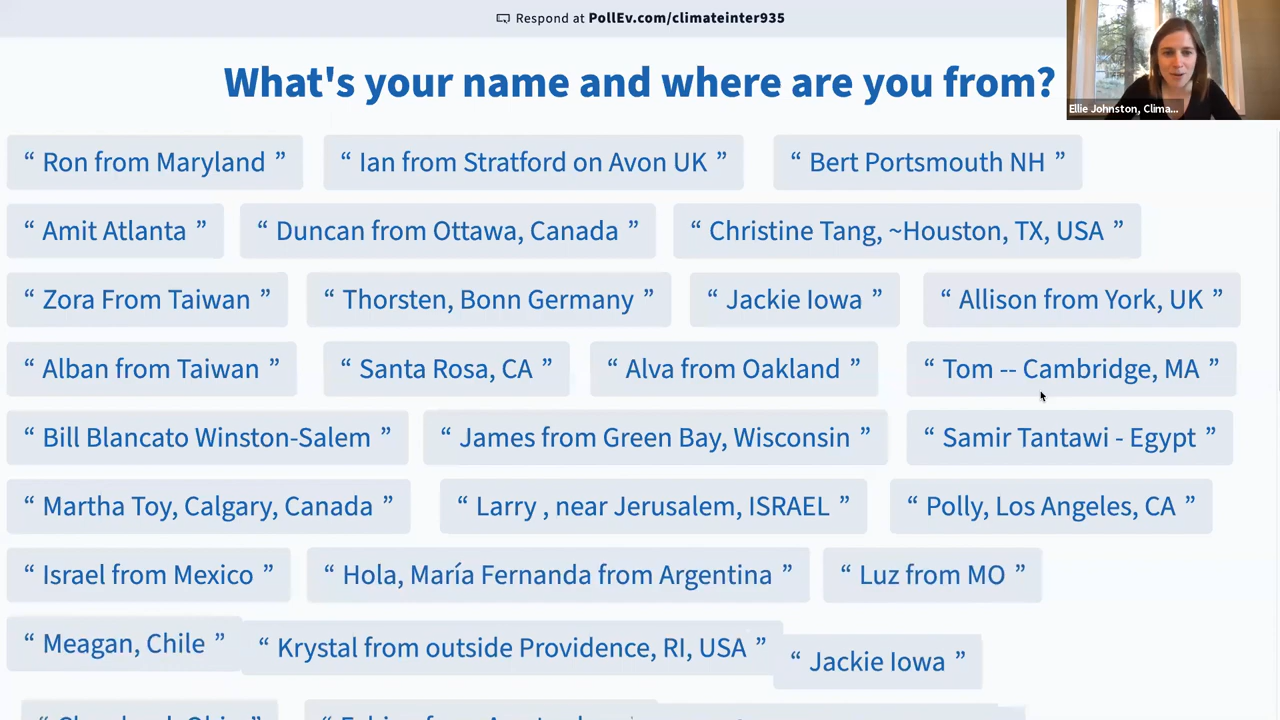 Respond at PollEv.com/climateinter935
Ellie Johnston, Clima...
What's your name and where are you from?
“ Ron from Maryland ” “ Ian from Stratford on Avon UK ” “ Bert Portsmouth NH ”
“ Amit Atlanta ” “ Duncan from Ottawa, Canada ” “ Christine Tang, ~Houston, TX, USA ”
“ Zora From Taiwan ” “ Thorsten, Bonn Germany ” “ Jackie Iowa ” “ Allison from York, UK ”
“ Alban from Taiwan ” “ Santa Rosa, CA ” “ Alva from Oakland ” “ Tom -- Cambridge, MA ”
“ Bill Blancato Winston-Salem ” “ James from Green Bay, Wisconsin ” “ Samir Tantawi - Egypt ”
“ Martha Toy, Calgary, Canada ” “ Larry , near Jerusalem, ISRAEL ” “ Polly, Los Angeles, CA ”
“ Israel from Mexico ” “ Hola, María Fernanda from Argentina ” “ Luz from MO ”
“ Meagan, Chile ” “ Krystal from outside Providence, RI, USA ” “ Jackie Iowa ”